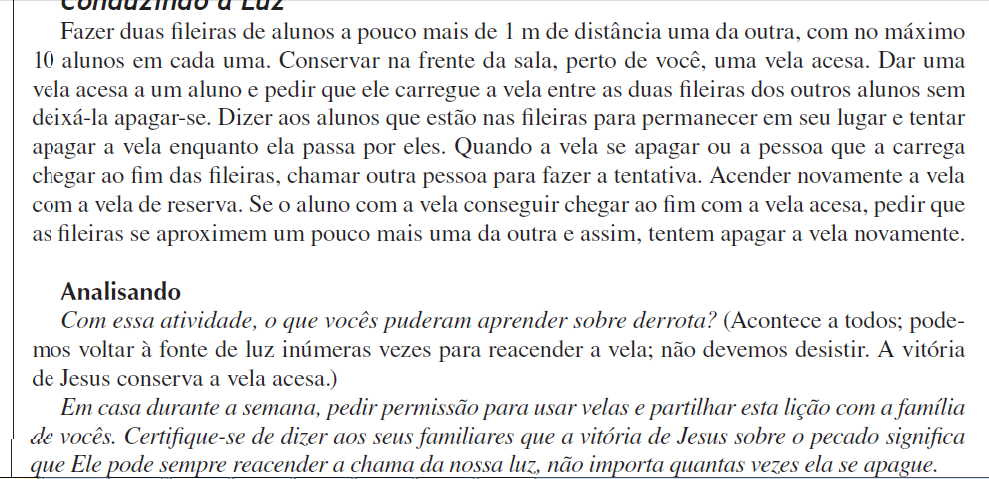 Conduzindo a Luz
Fazer duas fileiras de alunos a pouco mais de 1 m de distância uma da outra, com no máximo
10 alunos em cada uma. Conservar na frente da sala, perto de você, uma vela acesa. Dar uma
vela acesa a um aluno e pedir que ele carregue a vela entre as duas fileiras dos outros alunos sem
deixá-la apagar-se. Dizer aos alunos que estão nas fileiras para permanecer em seu lugar e tentar
apagar a vela enquanto ela passa por eles. Quando a vela se apagar ou a pessoa que a carrega
chegar ao fim das fileiras, chamar outra pessoa para fazer a tentativa. Acender novamente a vela
com a vela de reserva. Se o aluno com a vela conseguir chegar ao fim com a vela acesa, pedir que
as fileiras se aproximem um pouco mais uma da outra e assim, tentem apagar a vela novamente.
Analisando
Com essa atividade, o que vocês puderam aprender sobre derrota? (Acontece a todos; pode-
mos voltar à fonte de luz inúmeras vezes para reacender a vela; não devemos desistir. A vitória
de Jesus conserva a vela acesa.)
Em casa durante a semana, pedir permissão para usar velas e partilhar esta lição com a família
de vocês. Certifique-se de dizer aos seus familiares que a vitória de Jesus sobre o pecado significa
que Ele pode sempre reacender a chama da nossa luz, não importa quantas vezes ela se apague.